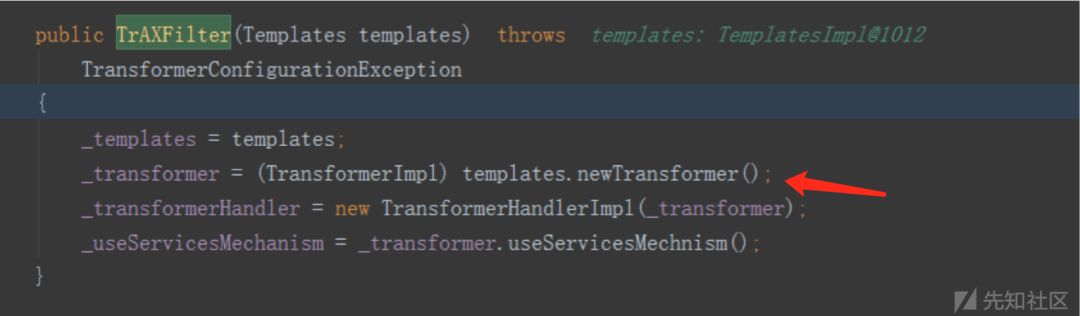 public TrAXFilter(Templates templates)  throws  templates: TemplatesImpl@1012
TransformerConfigurationException
{
_templates = templates;
_transformer = (TransformerImpl) templates.newTransformer();
_transformerHandler = new TransformerHandlerImpl(_transformer);
_useServicesMechanism = _transformer.useServicesMechnism();
}
先知社区